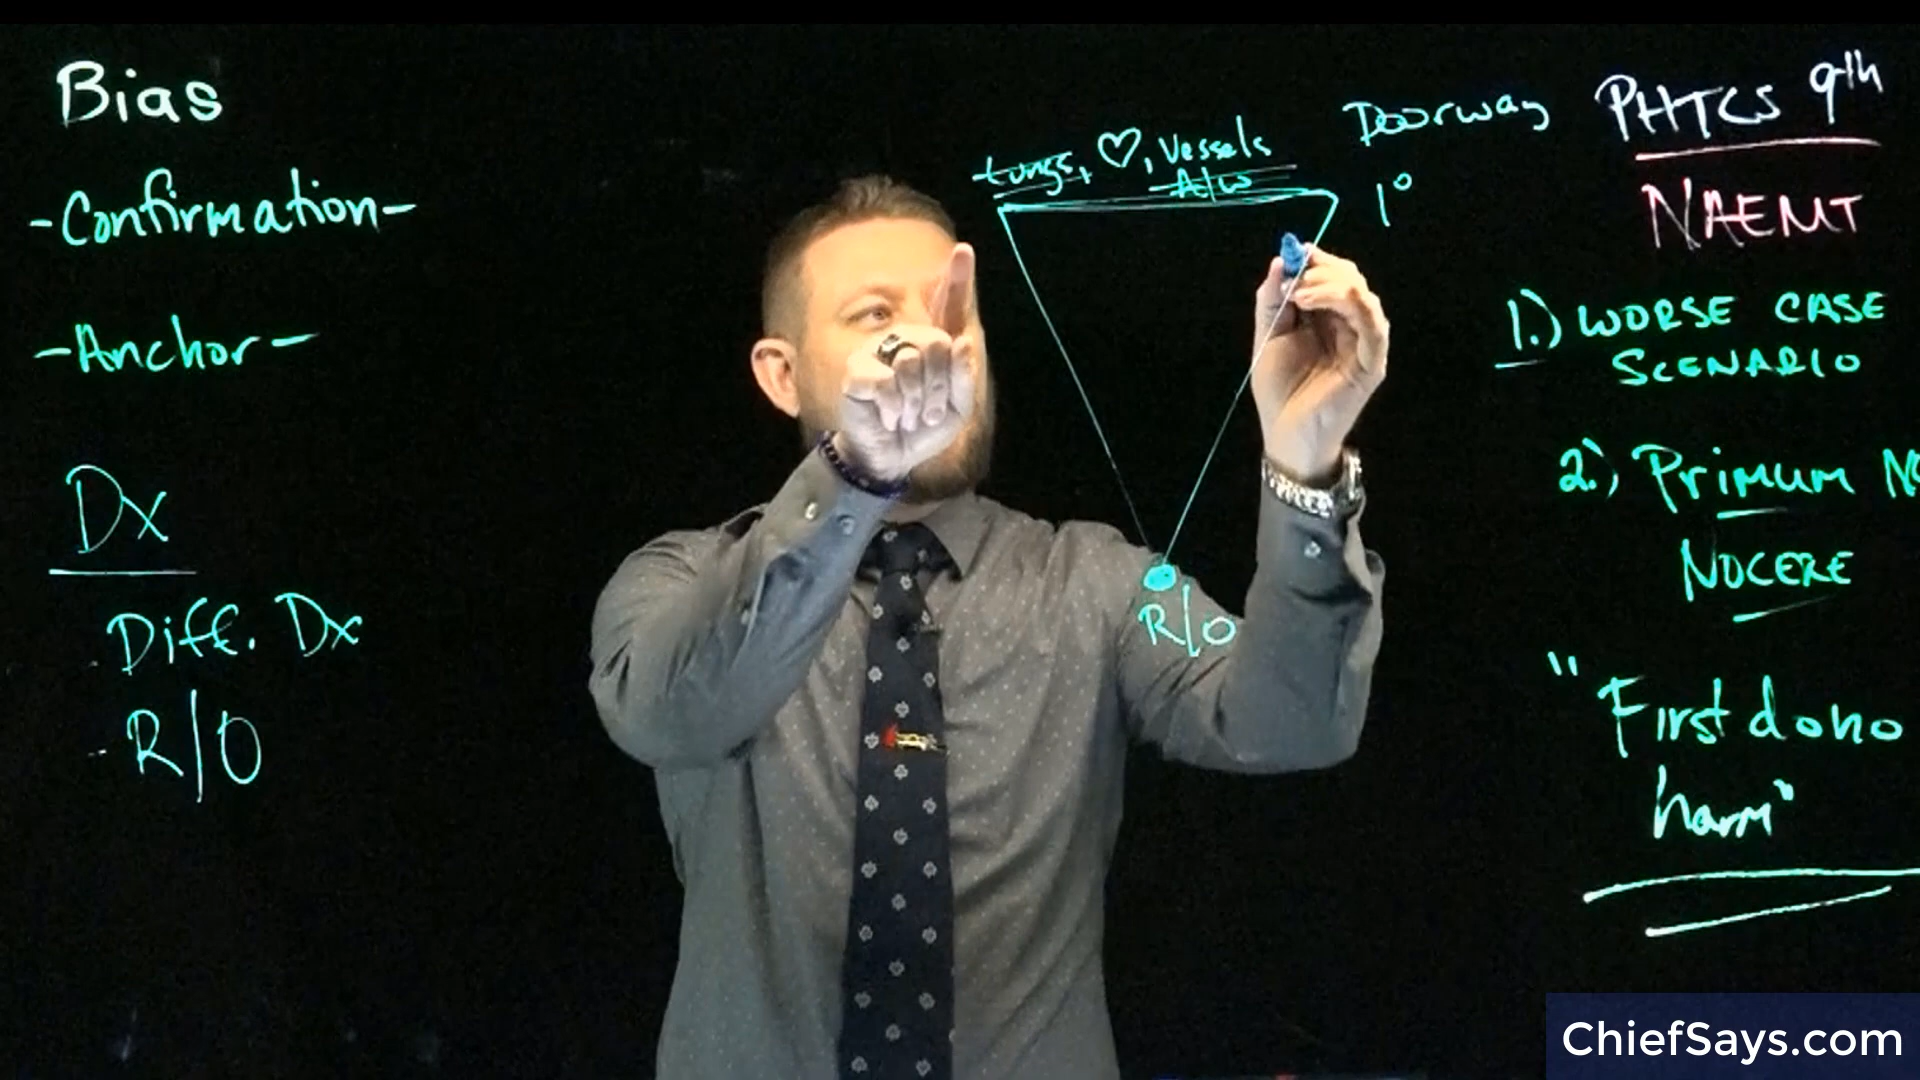 Bias
-Confirmation-
-Anchor-
Dx
Diff. Dx
- R/O
Lungs, ♡, Vessels
A/W
R/O
Doorway
1°
PHTCS 9th
NAEMT
1.) WORSE CASE
SCENARIO
2.) Primum
NOCERE
"First do no
harm"
ChiefSays.com